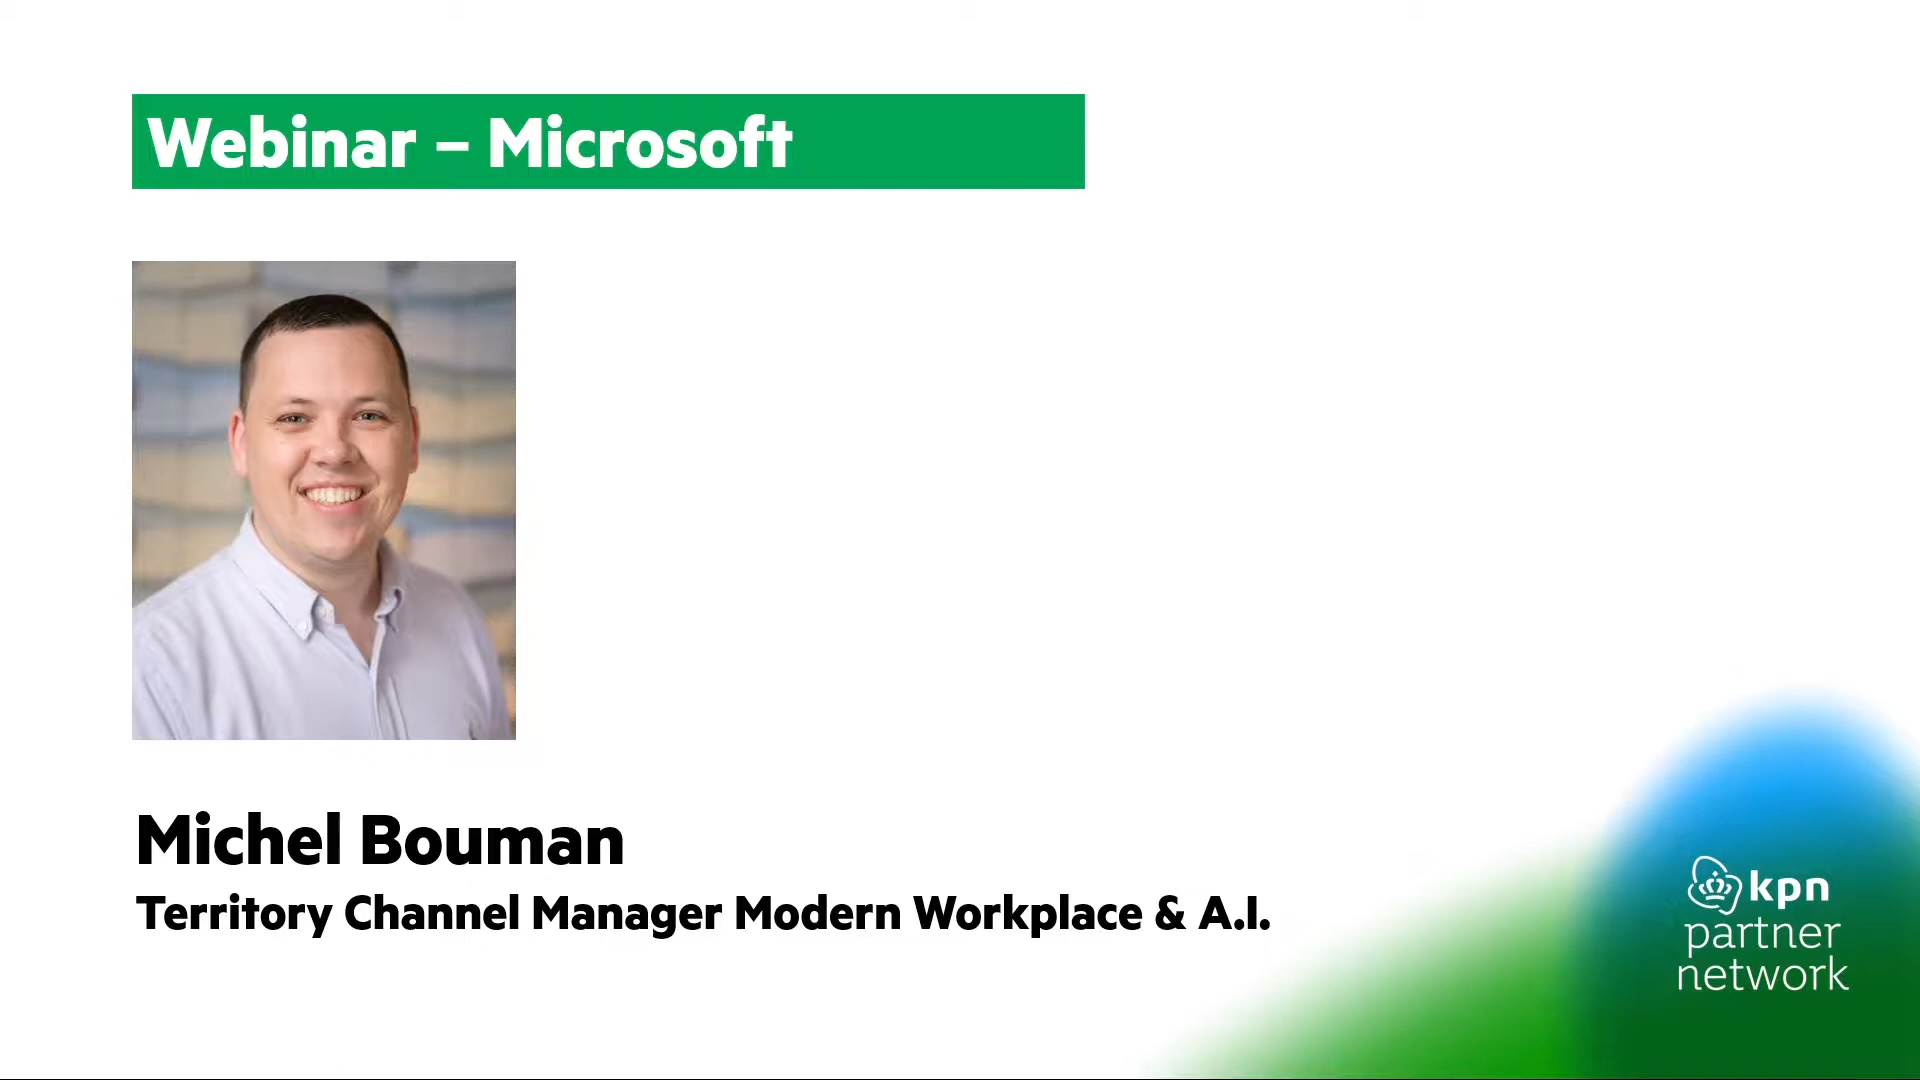 Webinar – Microsoft
Michel Bouman
Territory Channel Manager Modern Workplace & A.I.
kpn
partner
network